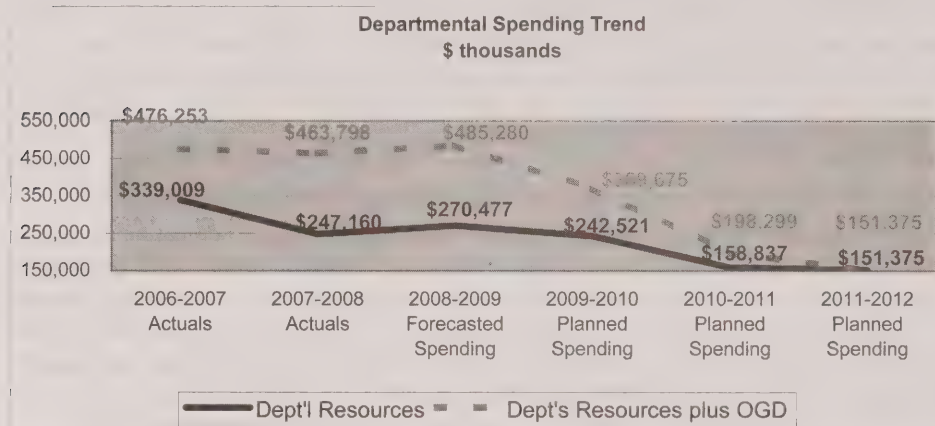 Departmental Spending Trend
$ thousands
550,000
450,000
350,000
250,000
150,000
$476,253
$463,798
$485,280
$198.299
$151.375
$339,009
$247,160
$270,477
$242,521
$158,837
$151,375
2006-2007
Actuals
2007-2008
Actuals
2008-2009
Forecasted
Spending
2009-2010
Planned
Spending
2010-2011
Planned
Spending
2011-2012
Planned
Spending
Dept'l Resources
Dept's Resources plus OGD